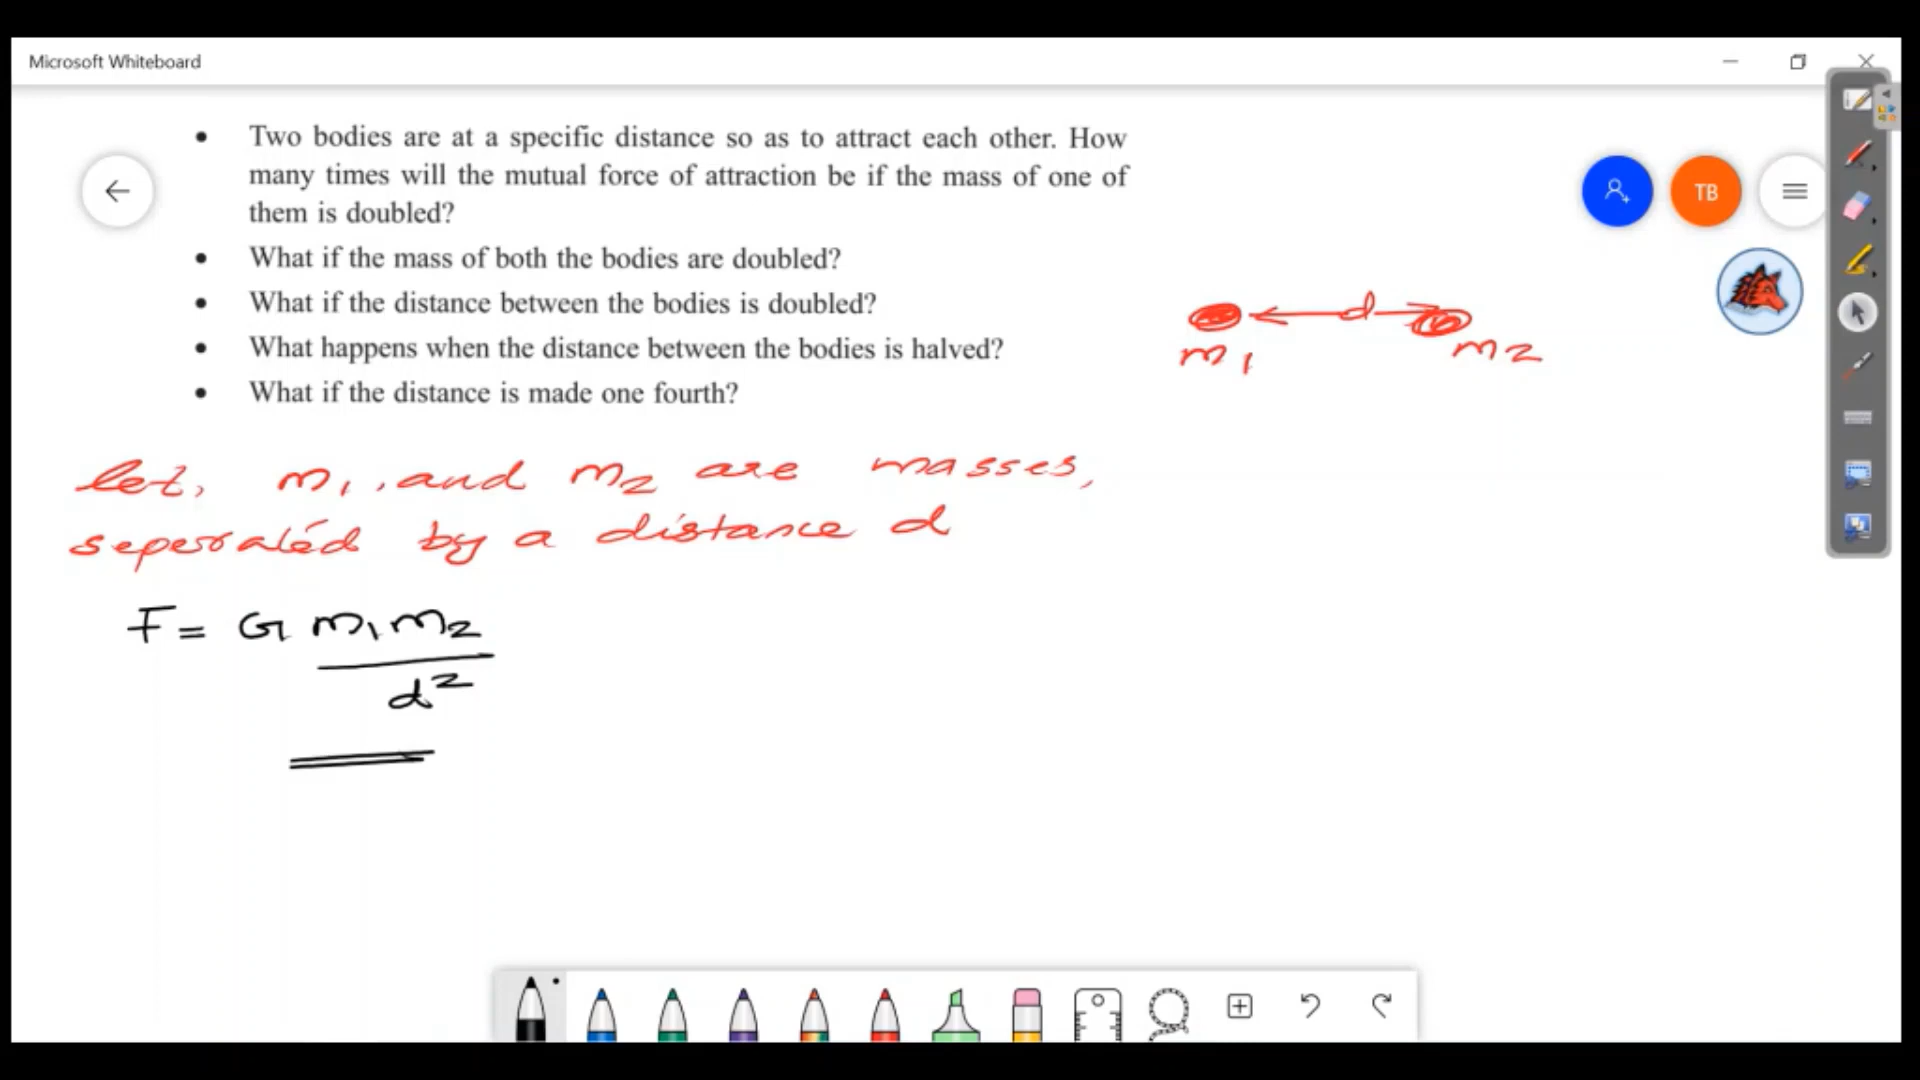 Microsoft Whiteboard
• Two bodies are at a specific distance so as to attract each other. How
many times will the mutual force of attraction be if the mass of one of
them is doubled?
• What if the mass of both the bodies are doubled?
• What if the distance between the bodies is doubled?
• What happens when the distance between the bodies is halved?
• What if the distance is made one fourth?
TB
d
m1 m2
let, m1, and m2 are masses,
seperated by a distance d
F = G m1 m2
d²